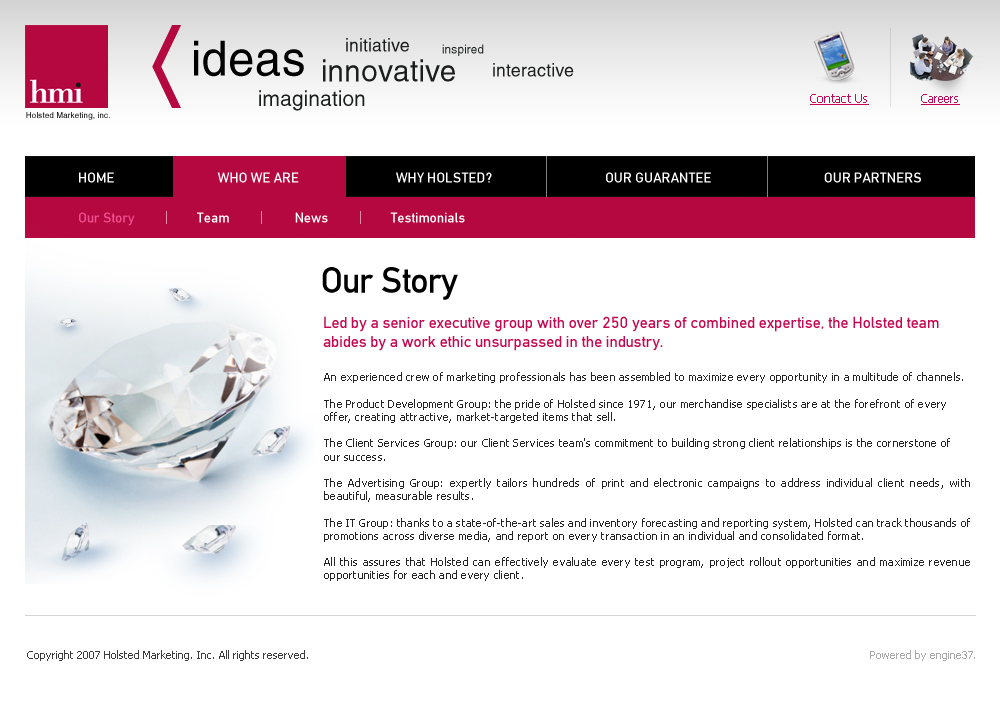 hmi
Holsted Marketing, inc.
ideas
initiative
inspired
innovative
interactive
imagination
Contact Us
Careers
HOME
WHO WE ARE
WHY HOLSTED?
OUR GUARANTEE
OUR PARTNERS
Our Story
Team
News
Testimonials
Our Story
Led by a senior executive group with over 250 years of combined expertise, the Holsted team
abides by a work ethic unsurpassed in the industry.
An experienced crew of marketing professionals has been assembled to maximize every opportunity in a multitude of channels.
The Product Development Group: the pride of Holsted since 1971, our merchandise specialists are at the forefront of every
offer, creating attractive, market-targeted items that sell.
The Client Services Group: our Client Services team's commitment to building strong client relationships is the cornerstone of
our success.
The Advertising Group: expertly tailors hundreds of print and electronic campaigns to address individual client needs, with
beautiful, measurable results.
The IT Group: thanks to a state-of-the-art sales and inventory forecasting and reporting system, Holsted can track thousands of
promotions across diverse media, and report on every transaction in an individual and consolidated format.
All this assures that Holsted can effectively evaluate every test program, project rollout opportunities and maximize revenue
opportunities for each and every client.
Copyright 2007 Holsted Marketing. Inc. All rights reserved.
Powered by engine37.